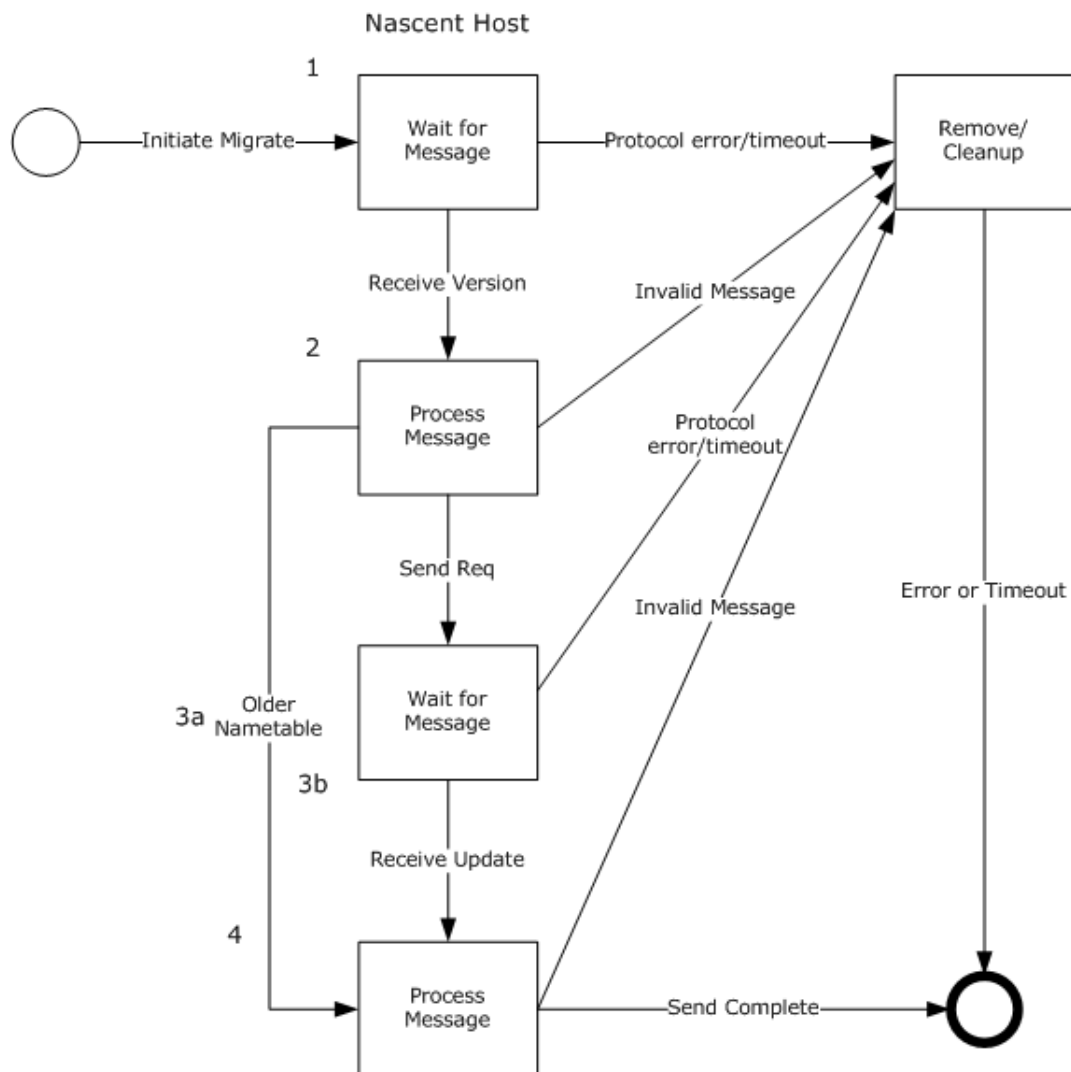 Nascent Host
1
Initiate Migrate
Wait for
Message
Protocol error/timeout
Remove/
Cleanup
Receive Version
Invalid Message
2
Process
Message
Protocol
error/timeout
Send Req
Error or Timeout
Invalid Message
3a
Older
Nametable
Wait for
Message
3b
Receive Update
4
Process
Message
Send Complete